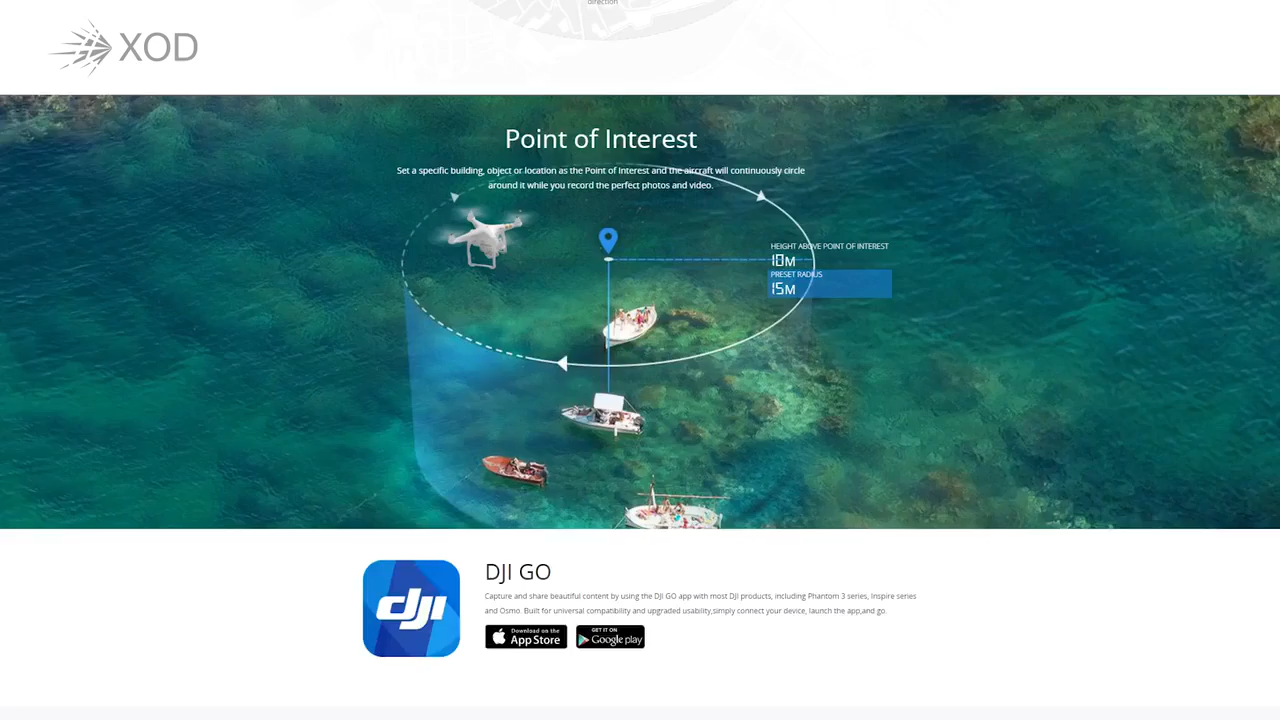 direction
XOD
Point of Interest
Set a specific building, object or location as the Point of Interest and the aircraft will continuously circle
around it while you record the perfect photos and video.
HEIGHT ABOVE POINT OF INTEREST
10M
PRESET RADIUS
15M
dji
DJI GO
Capture and share beautiful content by using the DJI GO app with most DJI products, including Phantom 3 series, Inspire series
and Osmo. Built for universal compatibility and upgraded usability,simply connect your device, launch the app,and go.
Download on the
App Store
GET IT ON
Google play